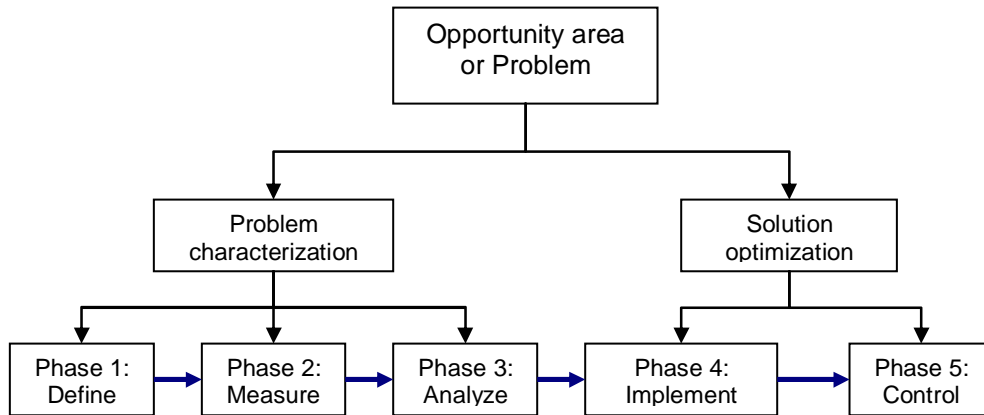 Opportunity area
or Problem
Problem
characterization
Solution
optimization
Phase 1:
Define
Phase 2:
Measure
Phase 3:
Analyze
Phase 4:
Implement
Phase 5:
Control